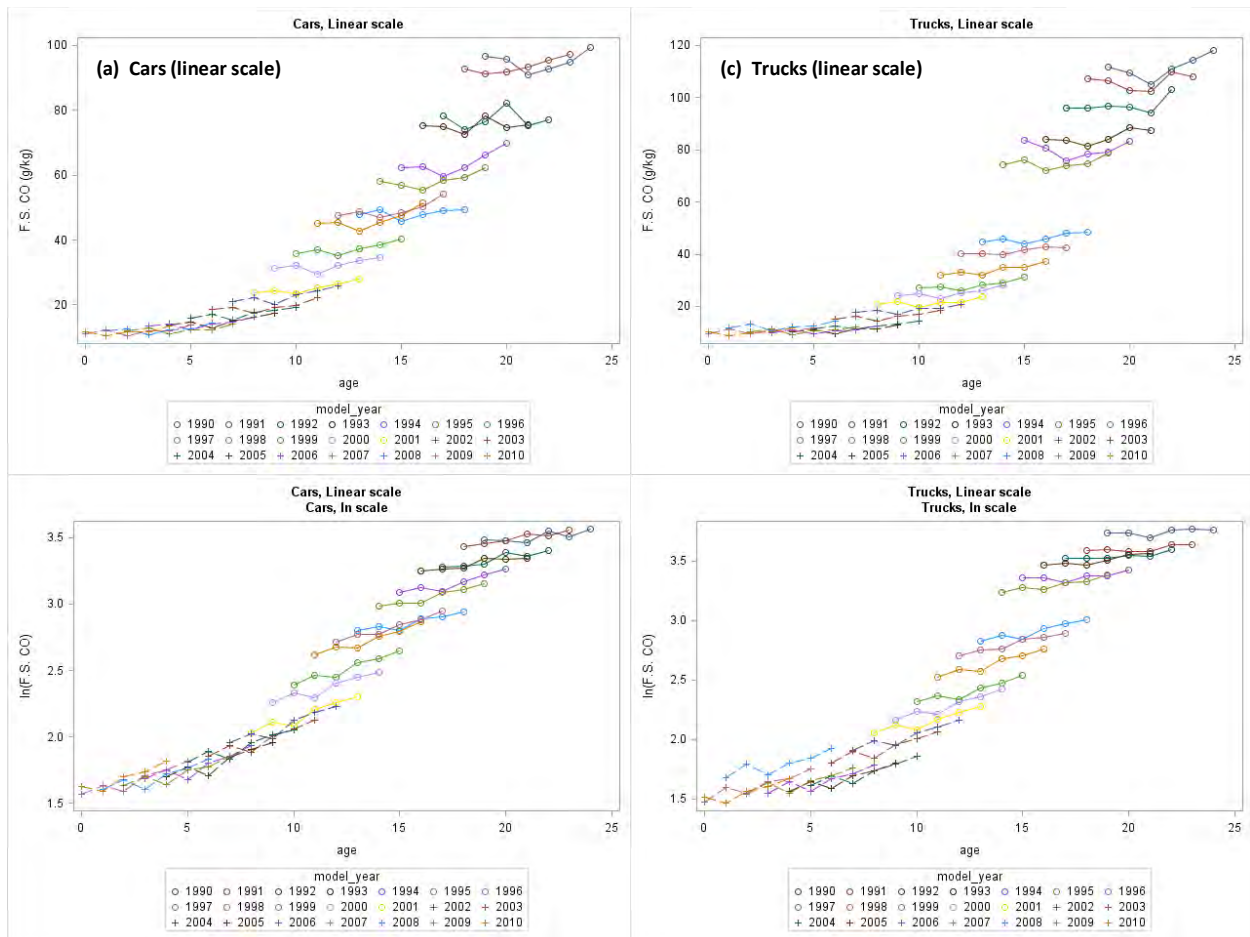 Cars, Linear scale
(a) Cars (linear scale)
100
80
60
40
20
F.S. CO (g/kg)
0 5 10 15 20 25
age
model_year
1990 1991 1992 1993 1994 1995 1996
1997 1998 1999 2000 2001 2002 2003
2004 2005 2006 2007 2008 2009 2010
Trucks, Linear scale
(c) Trucks (linear scale)
120
100
80
60
40
20
F.S. CO (g/kg)
0 5 10 15 20 25
age
model_year
1990 1991 1992 1993 1994 1995 1996
1997 1998 1999 2000 2001 2002 2003
2004 2005 2006 2007 2008 2009 2010
Cars, Linear scale
Cars, ln scale
3.5
3.0
2.5
2.0
1.5
ln(F.S. CO)
0 5 10 15 20 25
age
model_year
1990 1991 1992 1993 1994 1995 1996
1997 1998 1999 2000 2001 2002 2003
2004 2005 2006 2007 2008 2009 2010
Trucks, Linear scale
Trucks, ln scale
3.5
3.0
2.5
2.0
1.5
ln(F.S. CO)
0 5 10 15 20 25
age
model_year
1990 1991 1992 1993 1994 1995 1996
1997 1998 1999 2000 2001 2002 2003
2004 2005 2006 2007 2008 2009 2010